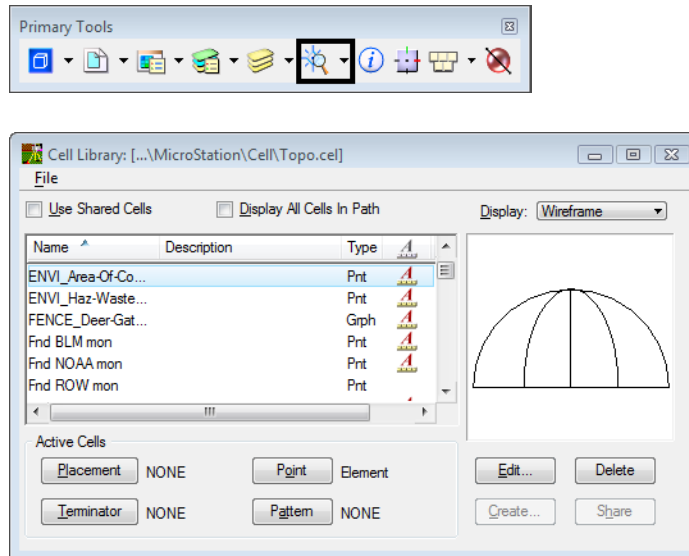 Primary Tools
Cell Library: [...\MicroStation\Cell\Topo.cel]
File
Use Shared Cells Display All Cells In Path Display: Wireframe
Name Description Type
ENVI_Area-Of-Co... Pnt
ENVI_Haz-Waste... Pnt
FENCE_Deer-Gat... Grph
Fnd BLM mon Pnt
Fnd NOAA mon Pnt
Fnd ROW mon Pnt
Active Cells
Placement NONE Point Element Edit... Delete
Terminator NONE Pattern NONE Create... Share